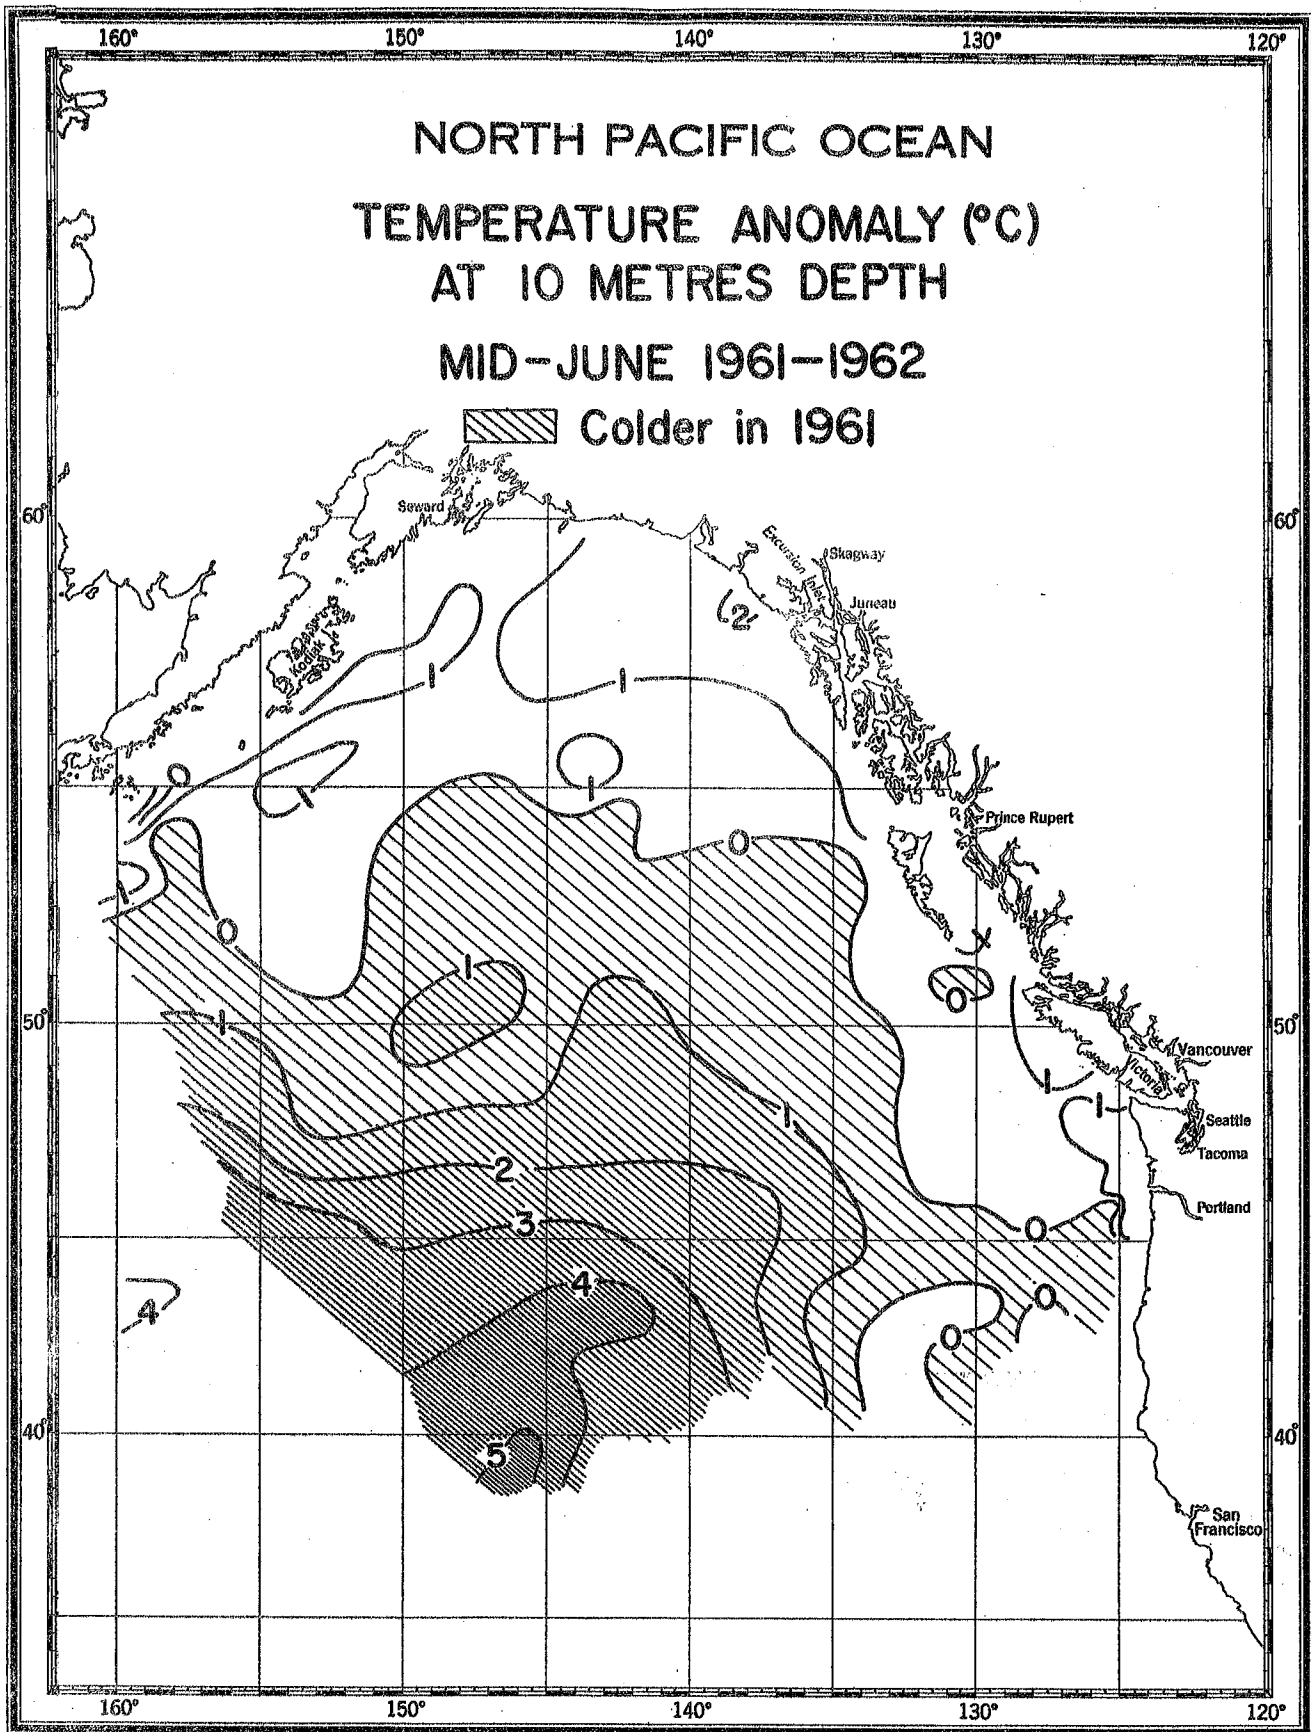 160° 150° 140° 130° 120°
NORTH PACIFIC OCEAN
TEMPERATURE ANOMALY (°C)
AT 10 METRES DEPTH
MID-JUNE 1961-1962
Colder in 1961
60° 60°
Seward
Excursion Inlet
Skagway
Juneau
2
Kodiak
1
1
0
1
1
Prince Rupert
0
1
0
1
0
50° 50°
1
Vancouver
Victoria
1
1
1
Seattle
Tacoma
2
Portland
3
0
4
0
4
0
40° 40°
5
San
Francisco
160° 150° 140° 130° 120°